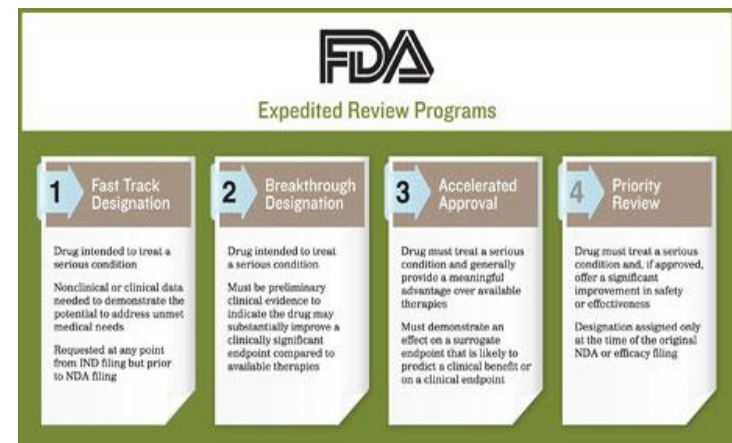 FDA
Expedited Review Programs
1
Fast Track
Designation
Drug intended to treat a
serious condition
Nonclinical or clinical data
needed to demonstrate the
potential to address unmet
medical needs
Requested at any point
from IND filing but prior
to NDA filing
2
Breakthrough
Designation
Drug intended to treat
a serious condition
Must be preliminary
clinical evidence to
indicate the drug may
substantially improve a
clinically significant
endpoint compared to
available therapies
3
Accelerated
Approval
Drug must treat a serious
condition and generally
provide a meaningful
advantage over available
therapies
Must demonstrate an
effect on a surrogate
endpoint that is likely to
predict a clinical benefit or
on a clinical endpoint
4
Priority
Review
Drug must treat a serious
condition and, if approved,
offer a significant
improvement in safety
or effectiveness
Designation assigned only
at the time of the original
NDA or efficacy filing